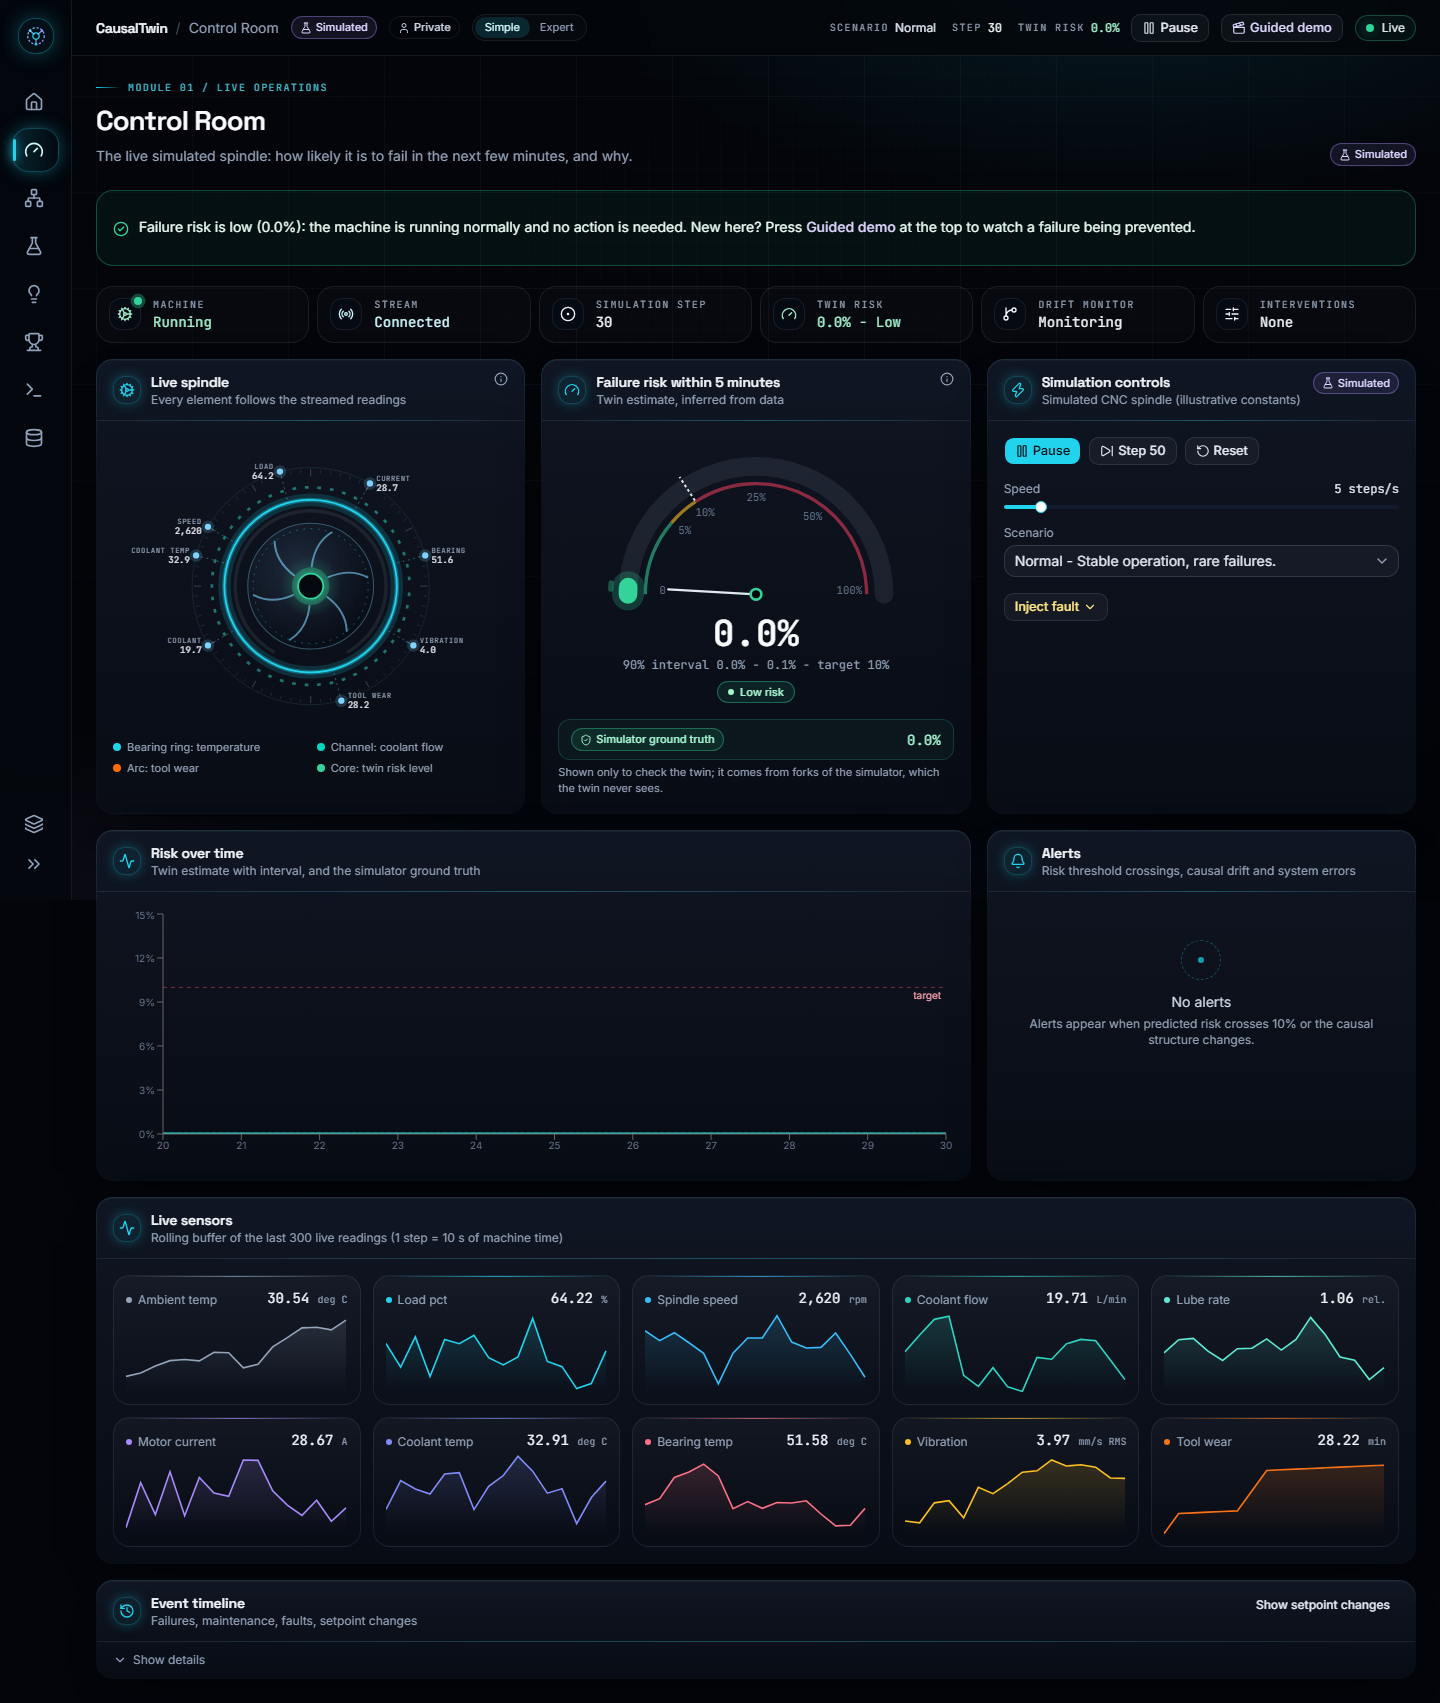 CausalTwin / Control Room Simulated Private Simple Expert SCENARIO Normal STEP 30 TWIN RISK 0.0% Pause Guided demo Live
MODULE 01 / LIVE OPERATIONS
Control Room
The live simulated spindle: how likely it is to fail in the next few minutes, and why.
Simulated
Failure risk is low (0.0%): the machine is running normally and no action is needed. New here? Press Guided demo at the top to watch a failure being prevented.
MACHINE
Running
STREAM
Connected
SIMULATION STEP
30
TWIN RISK
0.0% - Low
DRIFT MONITOR
Monitoring
INTERVENTIONS
None
Live spindle
Every element follows the streamed readings
LOAD
64.2
CURRENT
28.7
SPEED
2,620
COOLANT TEMP
32.9
BEARING
51.6
COOLANT
19.7
VIBRATION
4.0
TOOL WEAR
28.2
Bearing ring: temperature
Channel: coolant flow
Arc: tool wear
Core: twin risk level
Failure risk within 5 minutes
Twin estimate, inferred from data
0
5%
10%
25%
50%
100%
0.0%
90% interval 0.0% - 0.1% - target 10%
Low risk
Simulator ground truth 0.0%
Shown only to check the twin; it comes from forks of the simulator, which
the twin never sees.
Simulation controls
Simulated CNC spindle (illustrative constants)
Simulated
Pause Step 50 Reset
Speed 5 steps/s
Scenario
Normal - Stable operation, rare failures.
Inject fault
Risk over time
Twin estimate with interval, and the simulator ground truth
15%
12%
9%
6%
3%
0%
target
20 21 22 23 24 25 26 27 28 29 30
Alerts
Risk threshold crossings, causal drift and system errors
No alerts
Alerts appear when predicted risk crosses 10% or the causal
structure changes.
Live sensors
Rolling buffer of the last 300 live readings (1 step = 10 s of machine time)
Ambient temp 30.54 deg C
Load pct 64.22 %
Spindle speed 2,620 rpm
Coolant flow 19.71 L/min
Lube rate 1.06 rel.
Motor current 28.67 A
Coolant temp 32.91 deg C
Bearing temp 51.58 deg C
Vibration 3.97 mm/s RMS
Tool wear 28.22 min
Event timeline
Failures, maintenance, faults, setpoint changes
Show setpoint changes
Show details